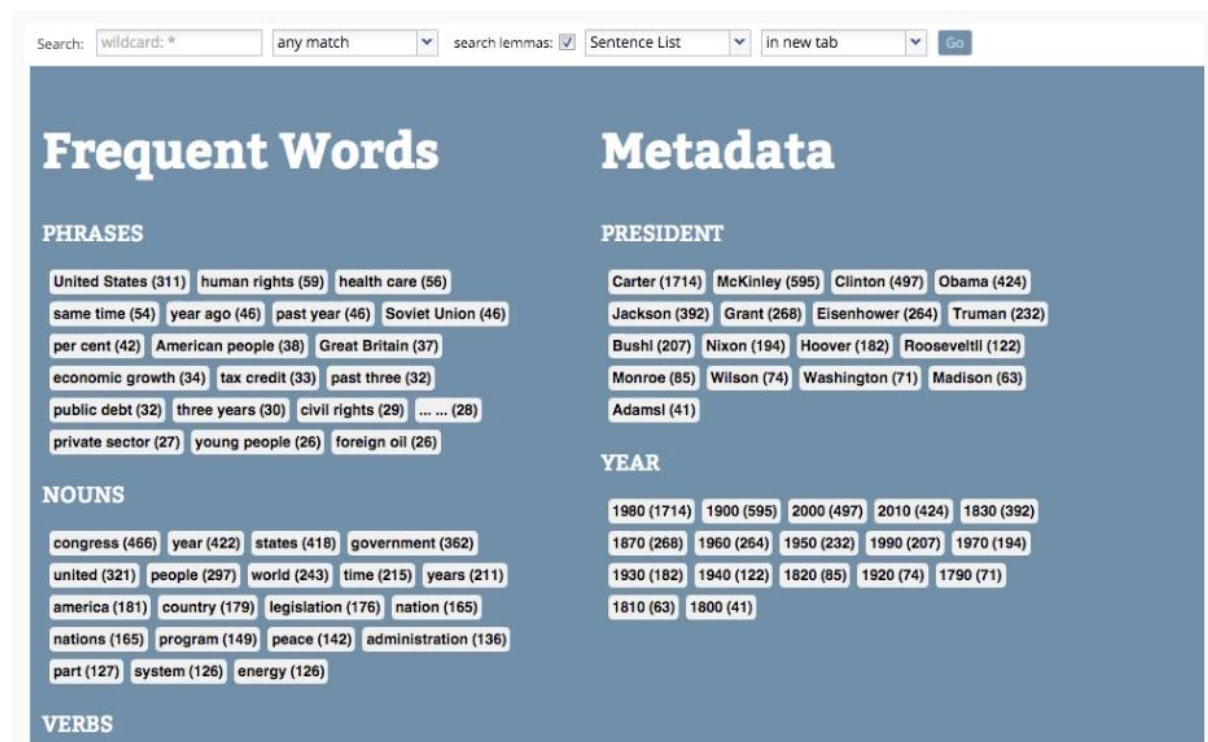 Search: wildcard: * any match search lemmas: Sentence List in new tab Go
Frequent Words
PHRASES
United States (311) human rights (59) health care (56)
same time (54) year ago (46) past year (46) Soviet Union (46)
per cent (42) American people (38) Great Britain (37)
economic growth (34) tax credit (33) past three (32)
public debt (32) three years (30) civil rights (29) ... ... (28)
private sector (27) young people (26) foreign oil (26)
NOUNS
congress (466) year (422) states (418) government (362)
united (321) people (297) world (243) time (215) years (211)
america (181) country (179) legislation (176) nation (165)
nations (165) program (149) peace (142) administration (136)
part (127) system (126) energy (126)
VERBS
Metadata
PRESIDENT
Carter (1714) McKinley (595) Clinton (497) Obama (424)
Jackson (392) Grant (268) Eisenhower (264) Truman (232)
BushI (207) Nixon (194) Hoover (182) RooseveltII (122)
Monroe (85) Wilson (74) Washington (71) Madison (63)
AdamsI (41)
YEAR
1980 (1714) 1900 (595) 2000 (497) 2010 (424) 1830 (392)
1870 (268) 1960 (264) 1950 (232) 1990 (207) 1970 (194)
1930 (182) 1940 (122) 1820 (85) 1920 (74) 1790 (71)
1810 (63) 1800 (41)